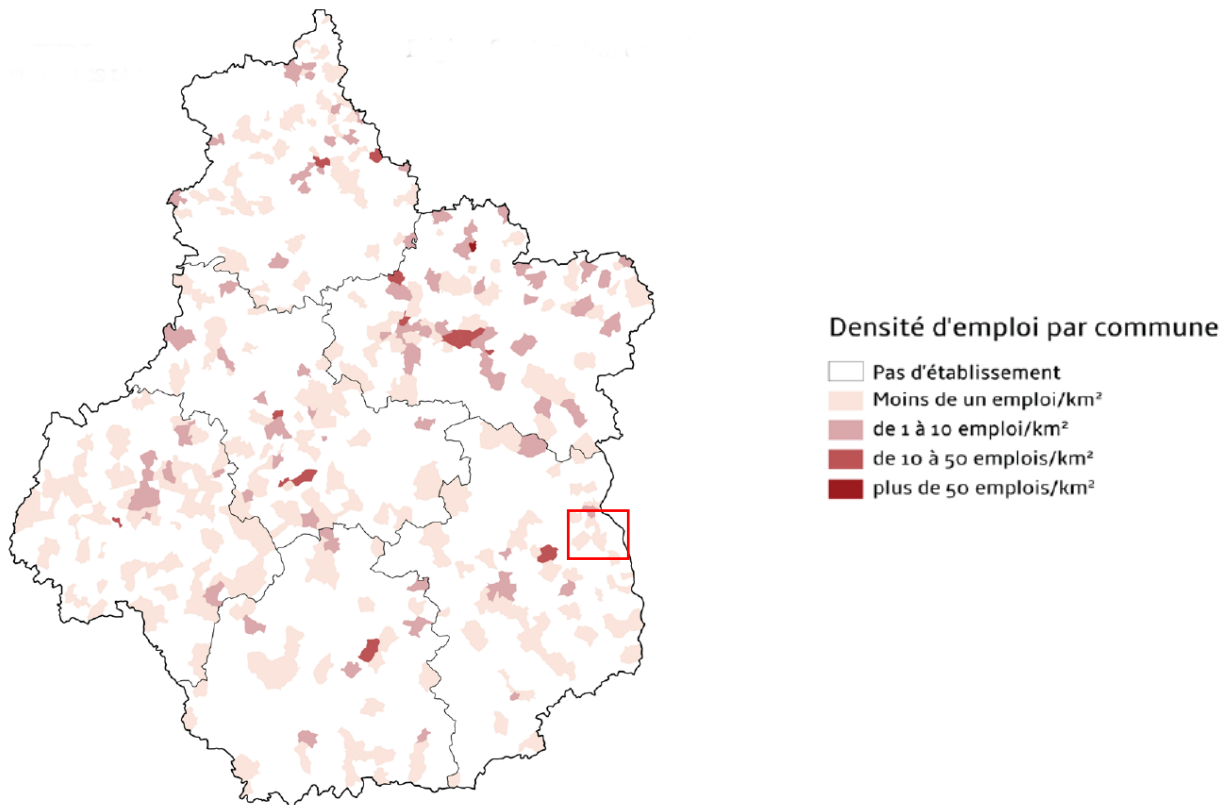 Densité d'emploi par commune
Pas d'établissement
Moins de un emploi/km²
de 1 à 10 emploi/km²
de 10 à 50 emplois/km²
plus de 50 emplois/km²